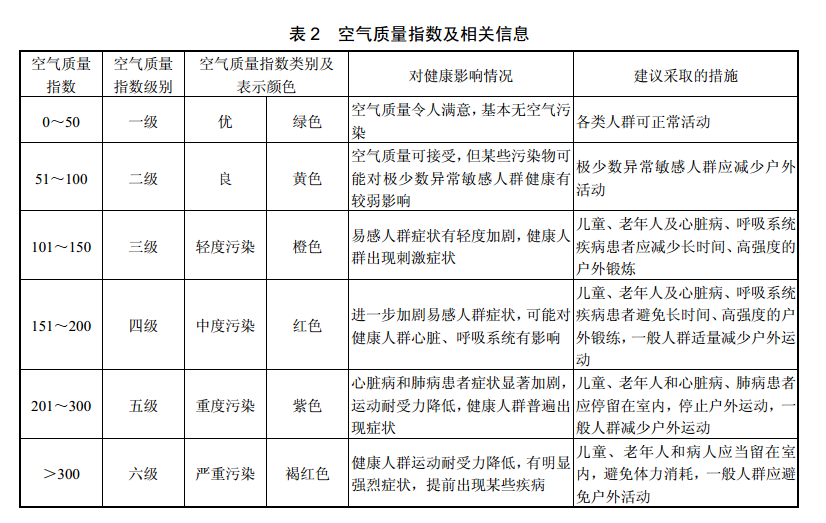 表 2 空气质量指数及相关信息
空气质量
指数
空气质量
指数级别
空气质量指数类别及
表示颜色
对健康影响情况
建议采取的措施
0～50
一级
优
绿色
空气质量令人满意，基本无空气污
染
各类人群可正常活动
51～100
二级
良
黄色
空气质量可接受，但某些污染物可
能对极少数异常敏感人群健康有
较弱影响
极少数异常敏感人群应减少户外
活动
101～150
三级
轻度污染
橙色
易感人群症状有轻度加剧，健康人
群出现刺激症状
儿童、老年人及心脏病、呼吸系统
疾病患者应减少长时间、高强度的
户外锻炼
151～200
四级
中度污染
红色
进一步加剧易感人群症状，可能对
健康人群心脏、呼吸系统有影响
儿童、老年人及心脏病、呼吸系统
疾病患者避免长时间、高强度的户
外锻练，一般人群适量减少户外运
动
201～300
五级
重度污染
紫色
心脏病和肺病患者症状显著加剧，
运动耐受力降低，健康人群普遍出
现症状
儿童、老年人和心脏病、肺病患者
应停留在室内，停止户外运动，一
般人群减少户外运动
＞300
六级
严重污染
褐红色
健康人群运动耐受力降低，有明显
强烈症状，提前出现某些疾病
儿童、老年人和病人应当留在室
内，避免体力消耗，一般人群应避
免户外活动